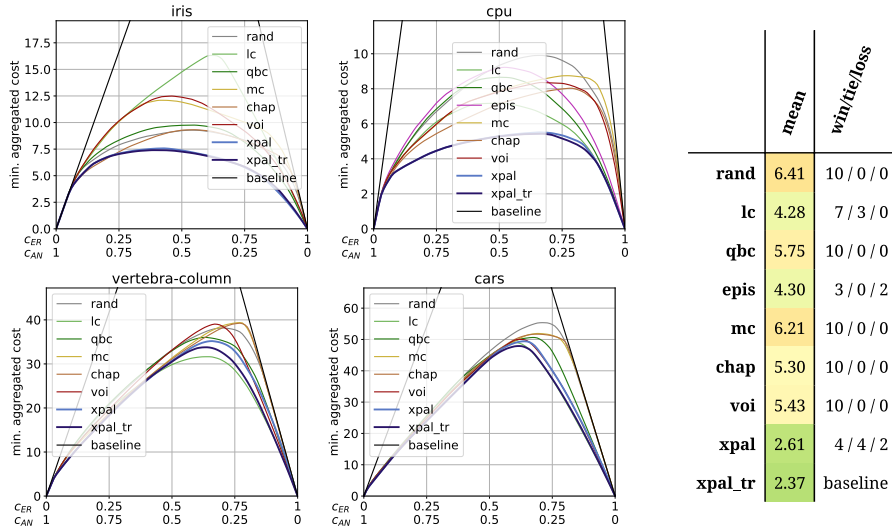 iris
min. aggregated cost
17.5
15.0
12.5
10.0
7.5
5.0
2.5
0.0
rand
lc
qbc
mc
chap
voi
xpal
xpal_tr
baseline
c_ER 0 0.25 0.5 0.75 1
c_AN 1 0.75 0.5 0.25 0
cpu
min. aggregated cost
10
8
6
4
2
0
rand
lc
qbc
epis
mc
chap
voi
xpal
xpal_tr
baseline
c_ER 0 0.25 0.5 0.75 1
c_AN 1 0.75 0.5 0.25 0
vertebra-column
min. aggregated cost
40
30
20
10
0
rand
lc
qbc
mc
chap
voi
xpal
xpal_tr
baseline
c_ER 0 0.25 0.5 0.75 1
c_AN 1 0.75 0.5 0.25 0
cars
min. aggregated cost
60
50
40
30
20
10
0
rand
lc
qbc
mc
chap
voi
xpal
xpal_tr
baseline
c_ER 0 0.25 0.5 0.75 1
c_AN 1 0.75 0.5 0.25 0
mean win/tie/loss
rand 6.41 10 / 0 / 0
lc 4.28 7 / 3 / 0
qbc 5.75 10 / 0 / 0
epis 4.30 3 / 0 / 2
mc 6.21 10 / 0 / 0
chap 5.30 10 / 0 / 0
voi 5.43 10 / 0 / 0
xpal 2.61 4 / 4 / 2
xpal_tr 2.37 baseline